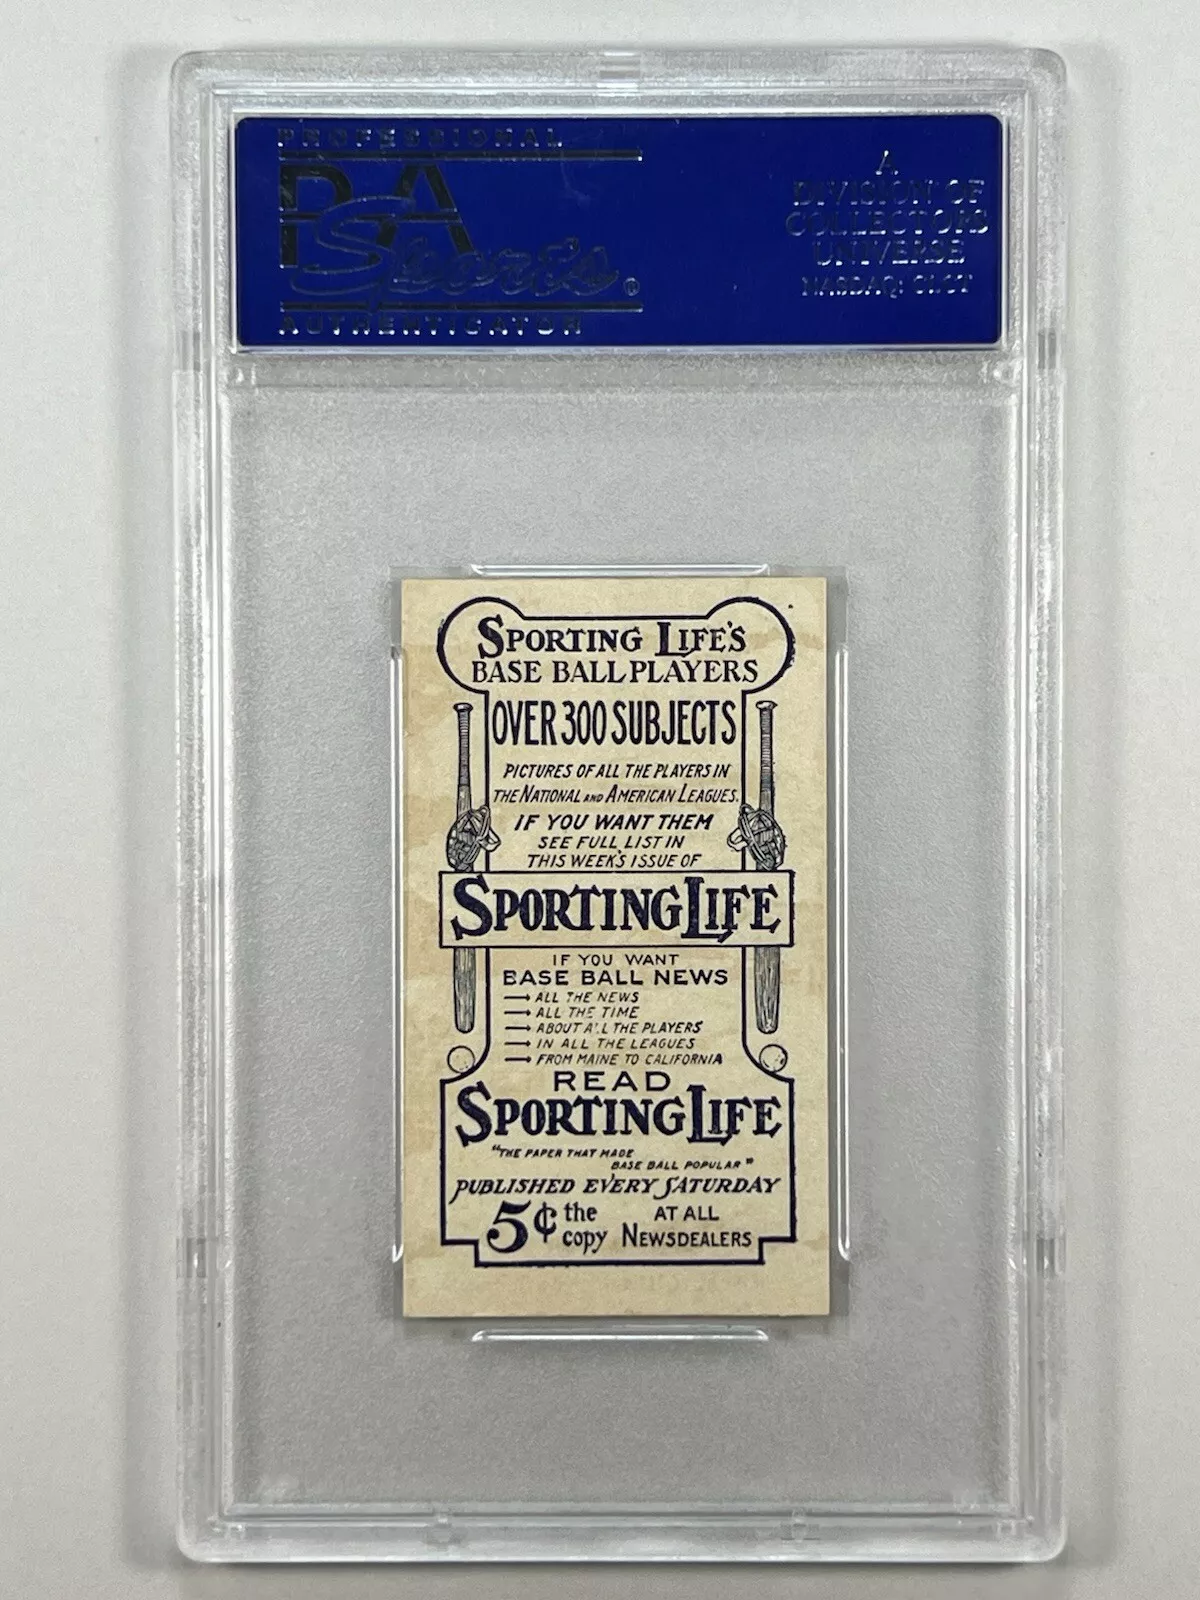 PROFESSIONAL
PSA
Sports®
AUTHENTICATOR
A
DIVISION OF
COLLECTORS
UNIVERSE
NASDAQ: CLCT
SPORTING LIFE'S
BASE BALL PLAYERS
OVER 300 SUBJECTS
PICTURES OF ALL THE PLAYERS IN
THE NATIONAL AND AMERICAN LEAGUES.
IF YOU WANT THEM
SEE FULL LIST IN
THIS WEEK'S ISSUE OF
SPORTING LIFE
IF YOU WANT
BASE BALL NEWS
ALL THE NEWS
ALL THE TIME
ABOUT ALL THE PLAYERS
IN ALL THE LEAGUES
FROM MAINE TO CALIFORNIA
READ
SPORTING LIFE
"THE PAPER THAT MADE
BASE BALL POPULAR"
PUBLISHED EVERY SATURDAY
5¢ the copy AT ALL NEWSDEALERS